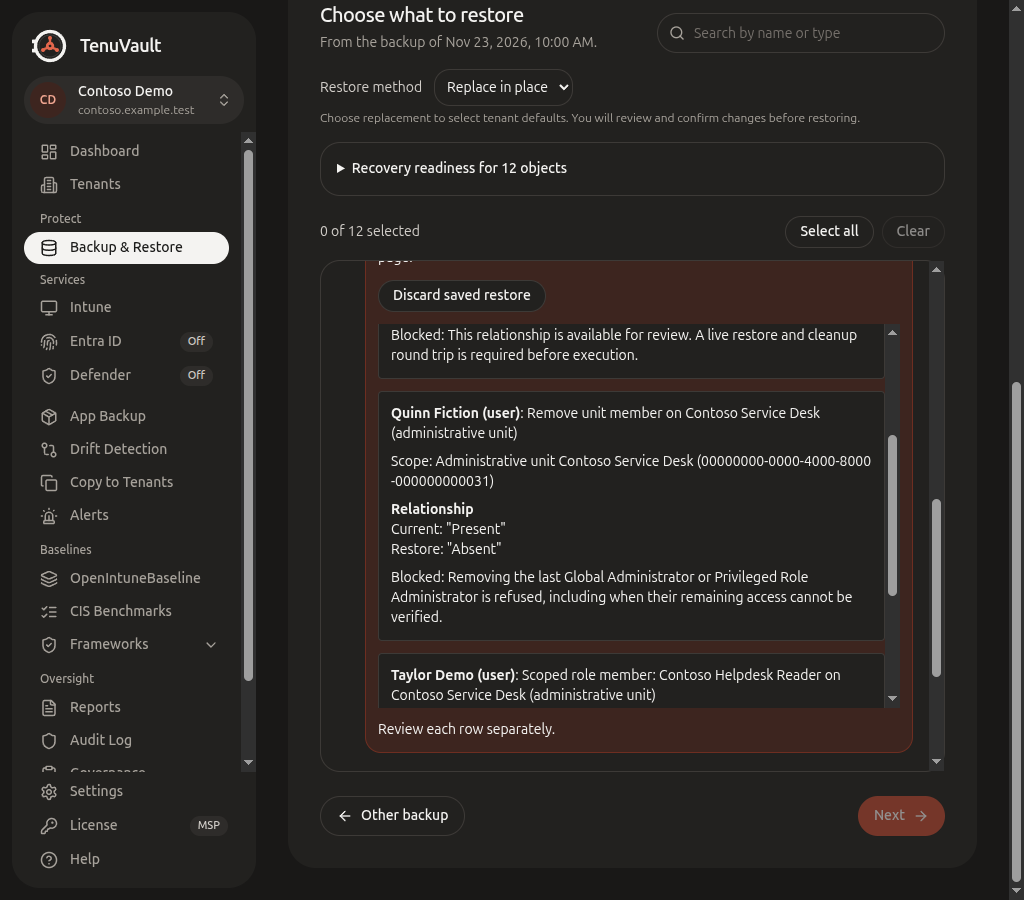 TenuVault
CD
Contoso Demo
contoso.example.test
Dashboard
Tenants
Protect
Backup & Restore
Services
Intune
Entra ID
Off
Defender
Off
App Backup
Drift Detection
Copy to Tenants
Alerts
Baselines
OpenIntuneBaseline
CIS Benchmarks
Frameworks
Oversight
Reports
Audit Log
Governance
Settings
License
MSP
Help
Choose what to restore
From the backup of Nov 23, 2026, 10:00 AM.
Search by name or type
Restore method
Replace in place
Choose replacement to select tenant defaults. You will review and confirm changes before restoring.
Recovery readiness for 12 objects
0 of 12 selected
Select all
Clear
page.
Discard saved restore
Blocked: This relationship is available for review. A live restore and cleanup
round trip is required before execution.
Quinn Fiction (user): Remove unit member on Contoso Service Desk
(administrative unit)
Scope: Administrative unit Contoso Service Desk (00000000-0000-4000-8000
-000000000031)
Relationship
Current: "Present"
Restore: "Absent"
Blocked: Removing the last Global Administrator or Privileged Role
Administrator is refused, including when their remaining access cannot be
verified.
Taylor Demo (user): Scoped role member: Contoso Helpdesk Reader on
Contoso Service Desk (administrative unit)
Review each row separately.
Other backup
Next